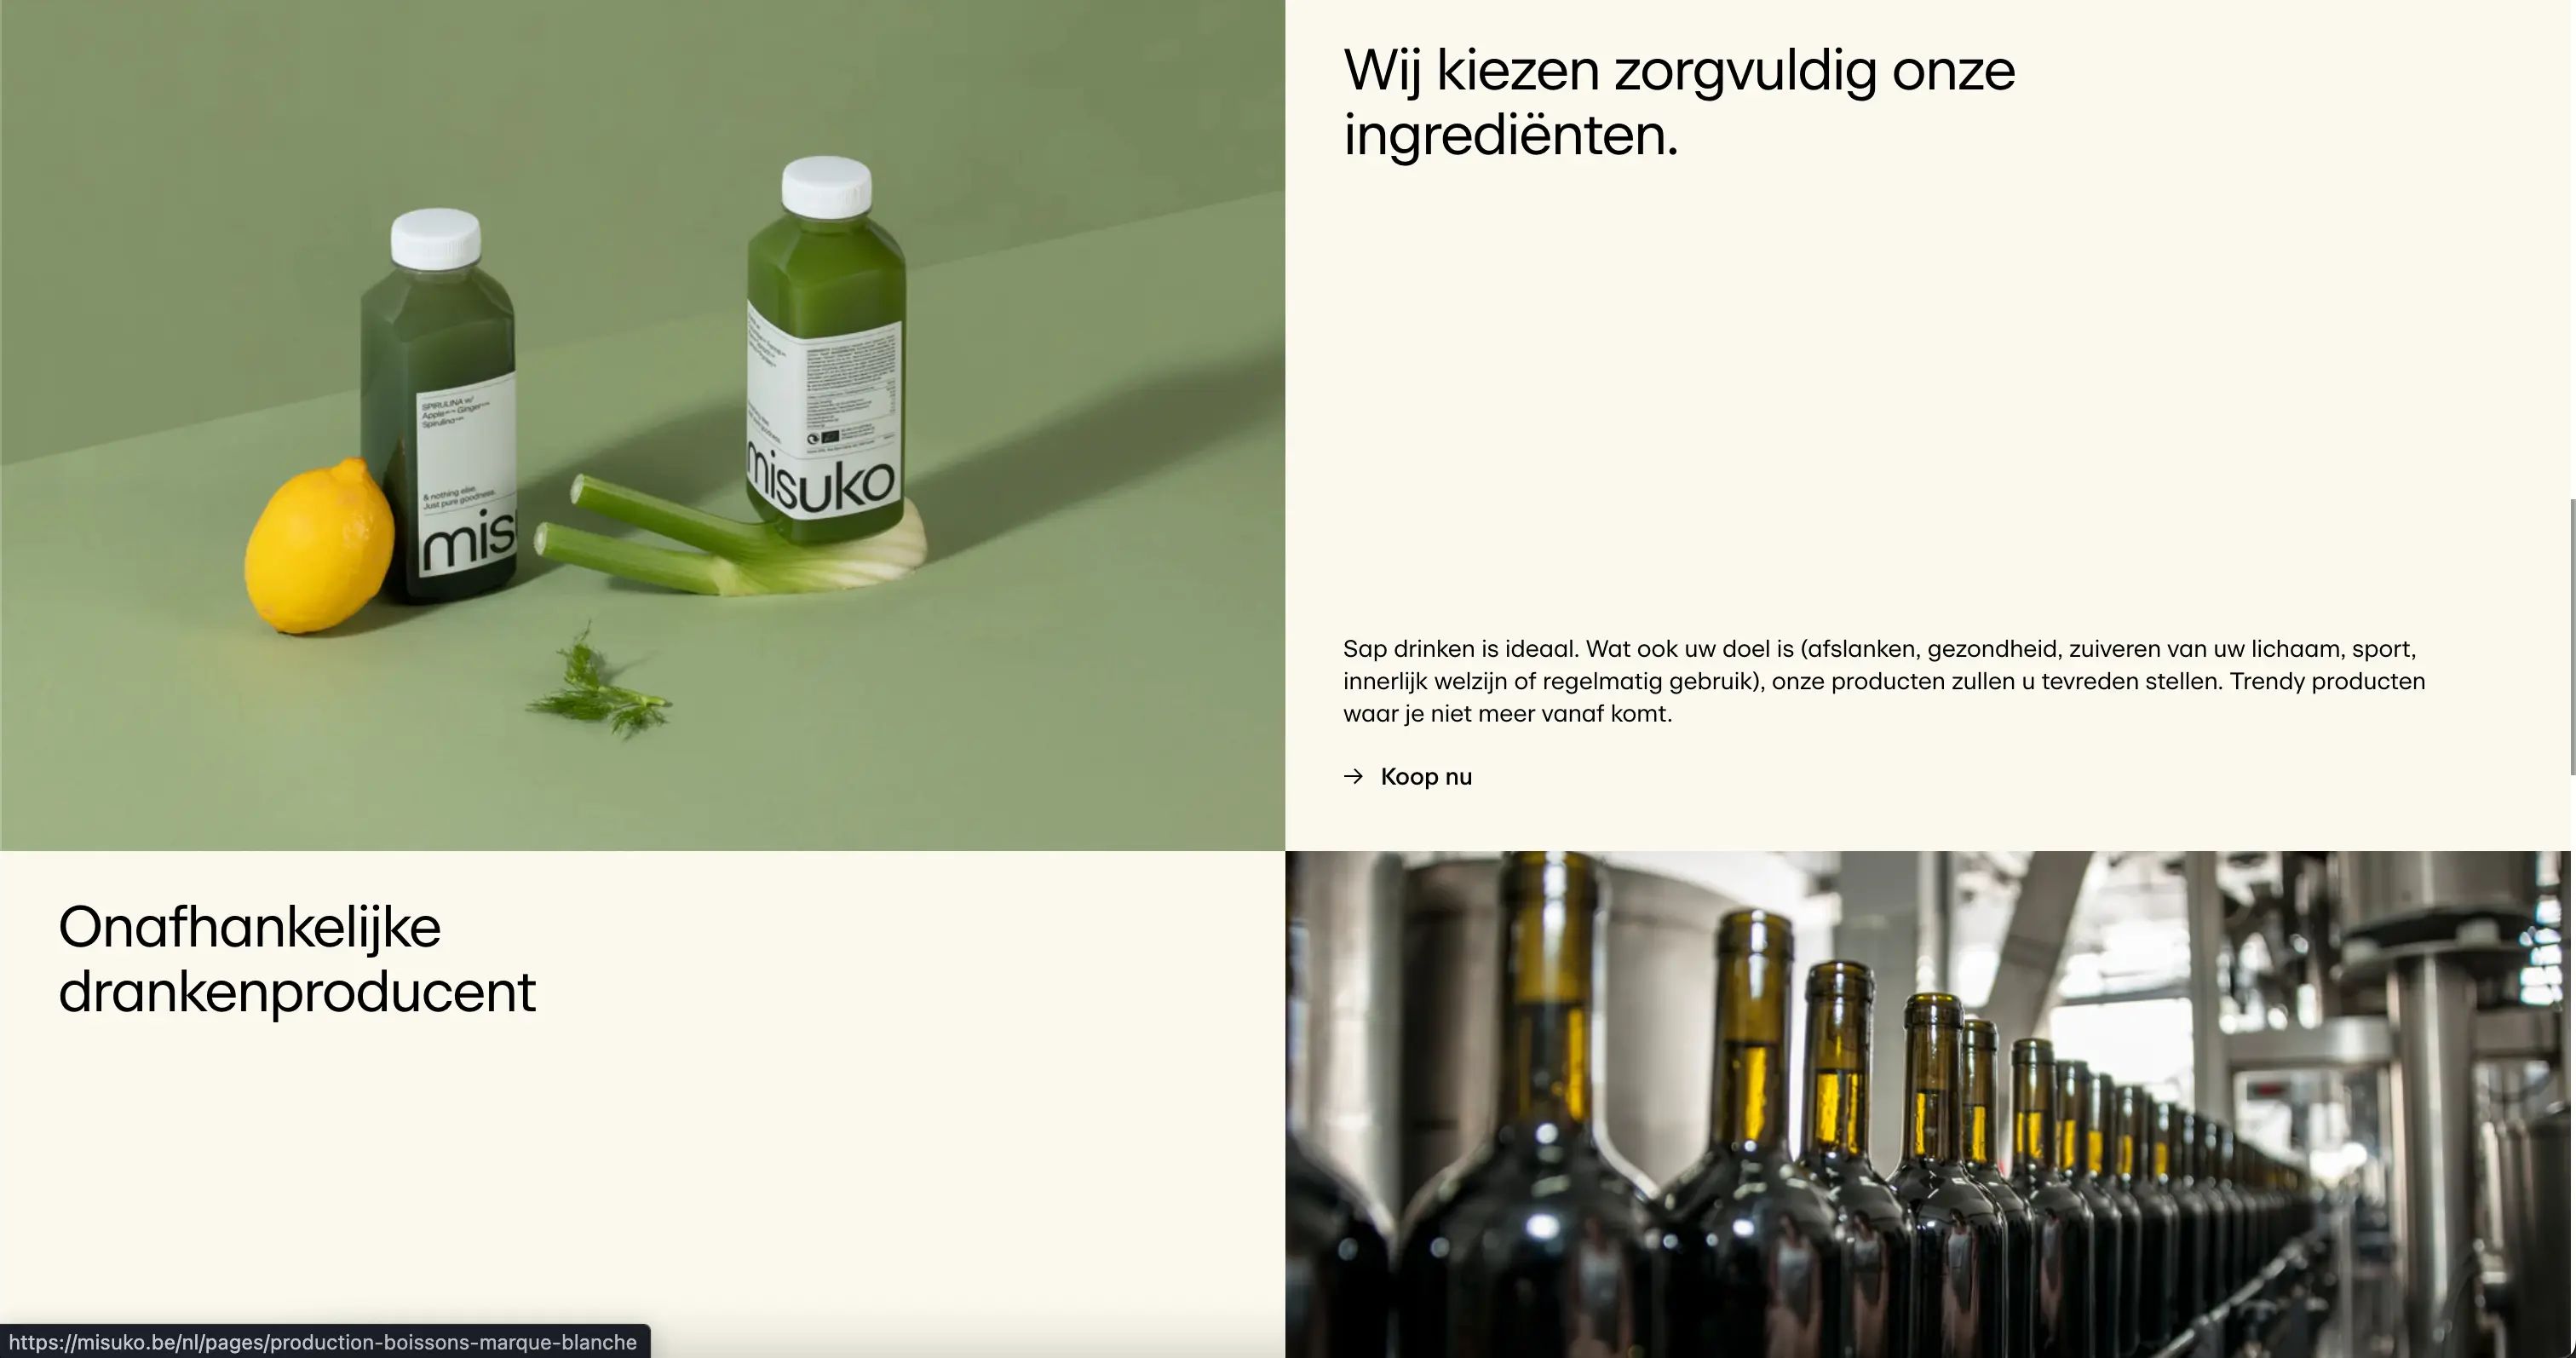 SPIRULINA w/
Apple Ginger
Spirulina
& nothing else.
Just pure goodness.
mis
misuko
Wij kiezen zorgvuldig onze
ingrediënten.
Sap drinken is ideaal. Wat ook uw doel is (afslanken, gezondheid, zuiveren van uw lichaam, sport,
innerlijk welzijn of regelmatig gebruik), onze producten zullen u tevreden stellen. Trendy producten
waar je niet meer vanaf komt.
→ Koop nu
Onafhankelijke
drankenproducent
https://misuko.be/nl/pages/production-boissons-marque-blanche